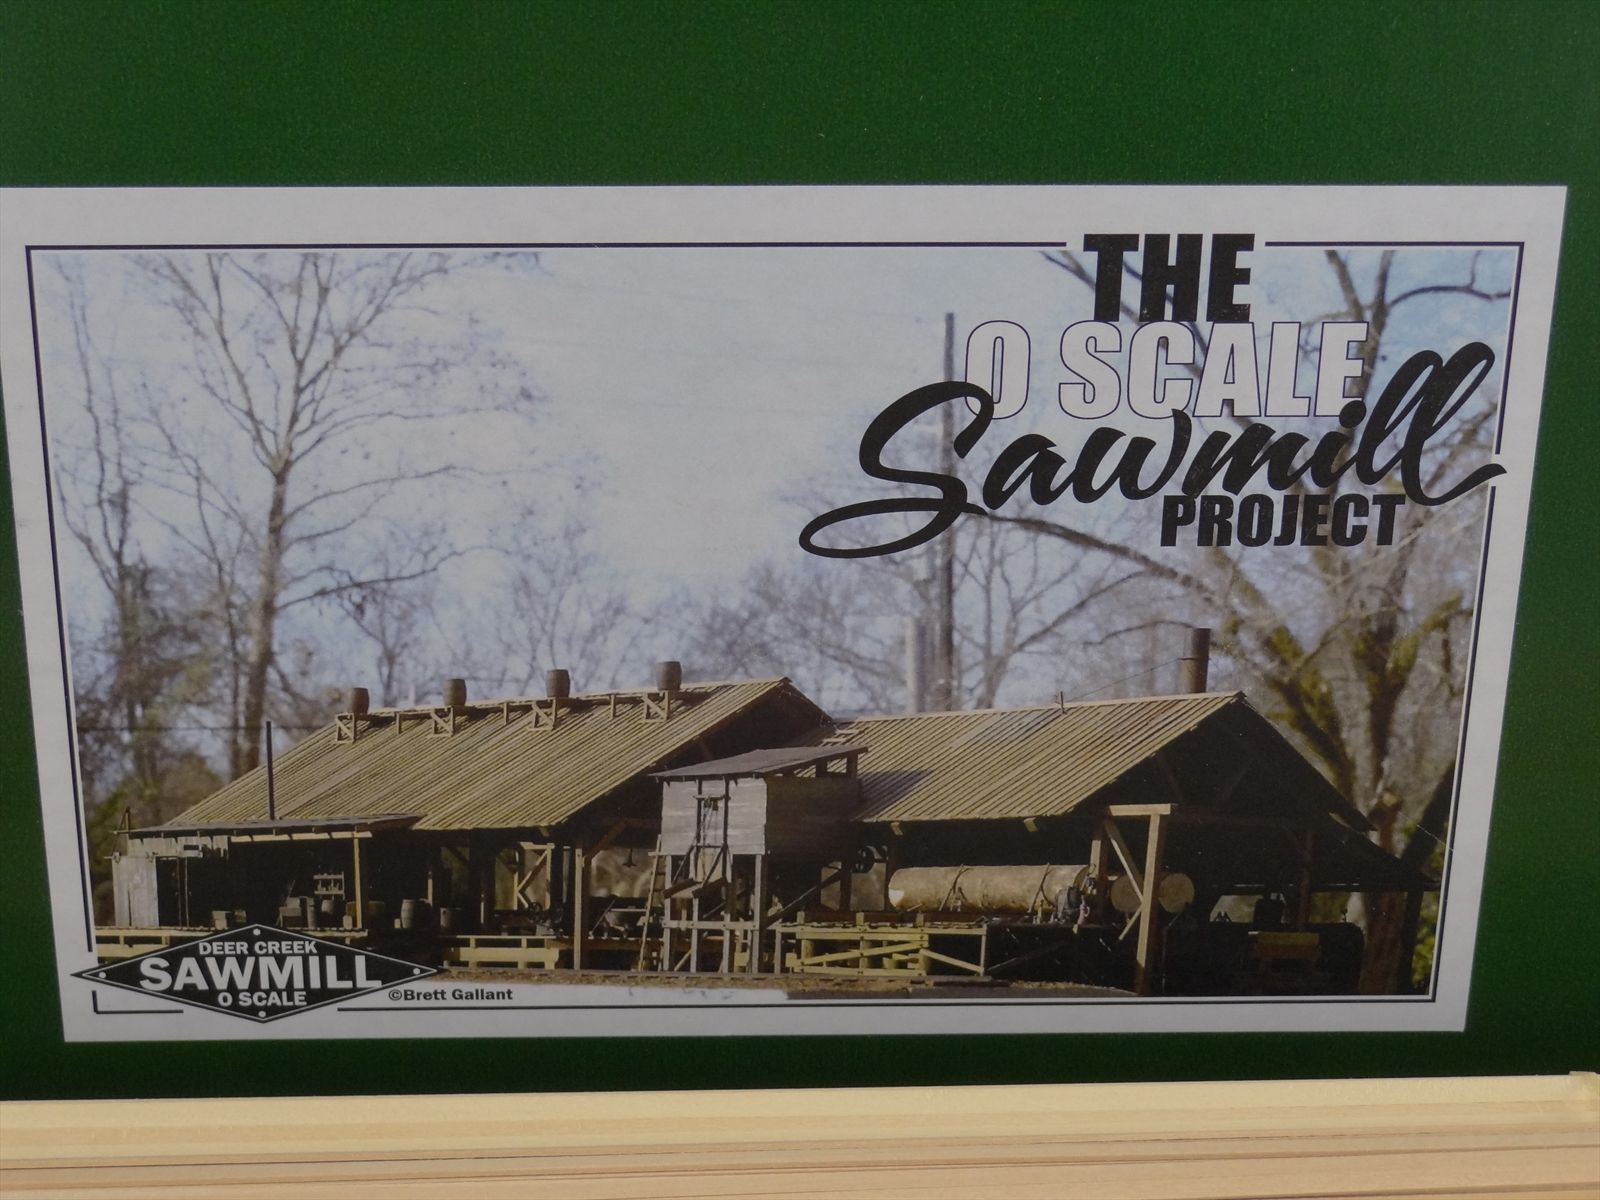 THE
O SCALE
Sawmill
PROJECT
DEER CREEK
SAWMILL
O SCALE
©Brett Gallant